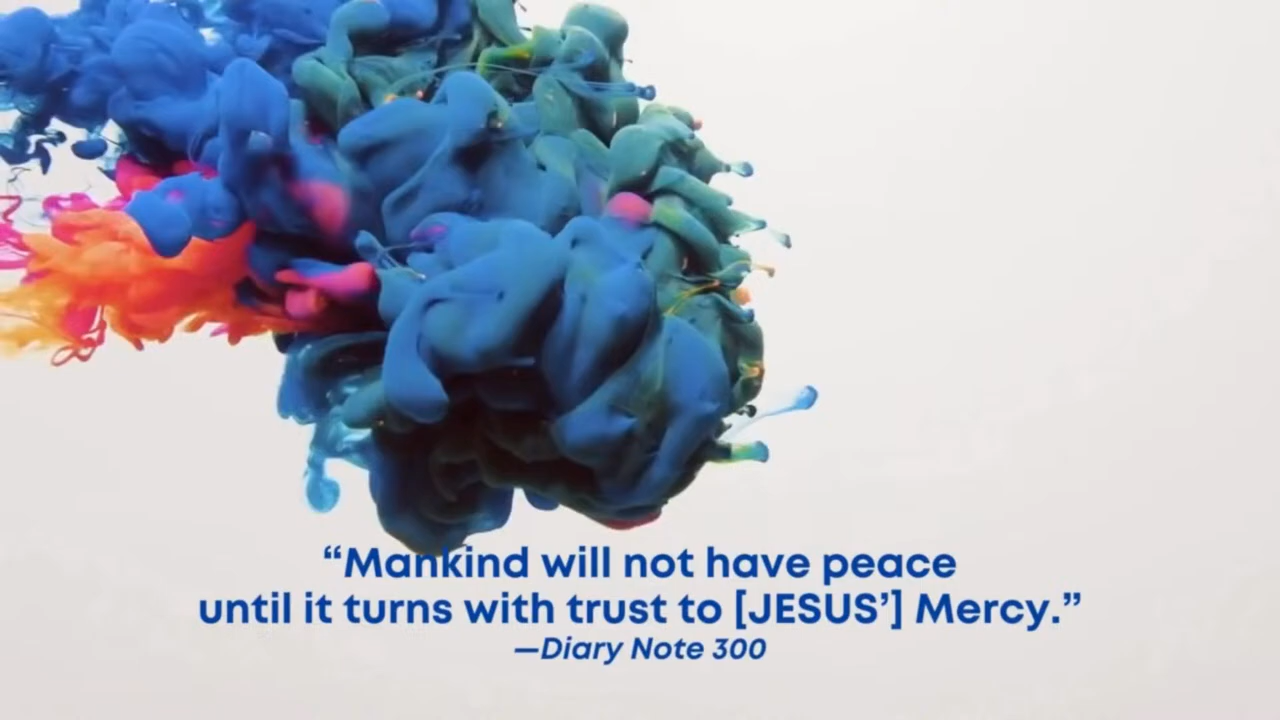 “Mankind will not have peace
until it turns with trust to [JESUS’] Mercy.”
—Diary Note 300